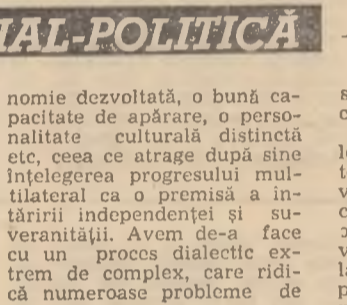 IAL-POLITICĂ
nomie dezvoltată, o bună ca-
pacitate de apărare, o perso-
nalitate culturală distinctă
etc, ceea ce atrage după sine
înțelegerea progresului mul-
tilateral ca o premisă a în-
tăririi independenței și su-
veranității. Avem de-a face
cu un proces dialectic ex-
trem de complex, care ridi-
că numeroase probleme de